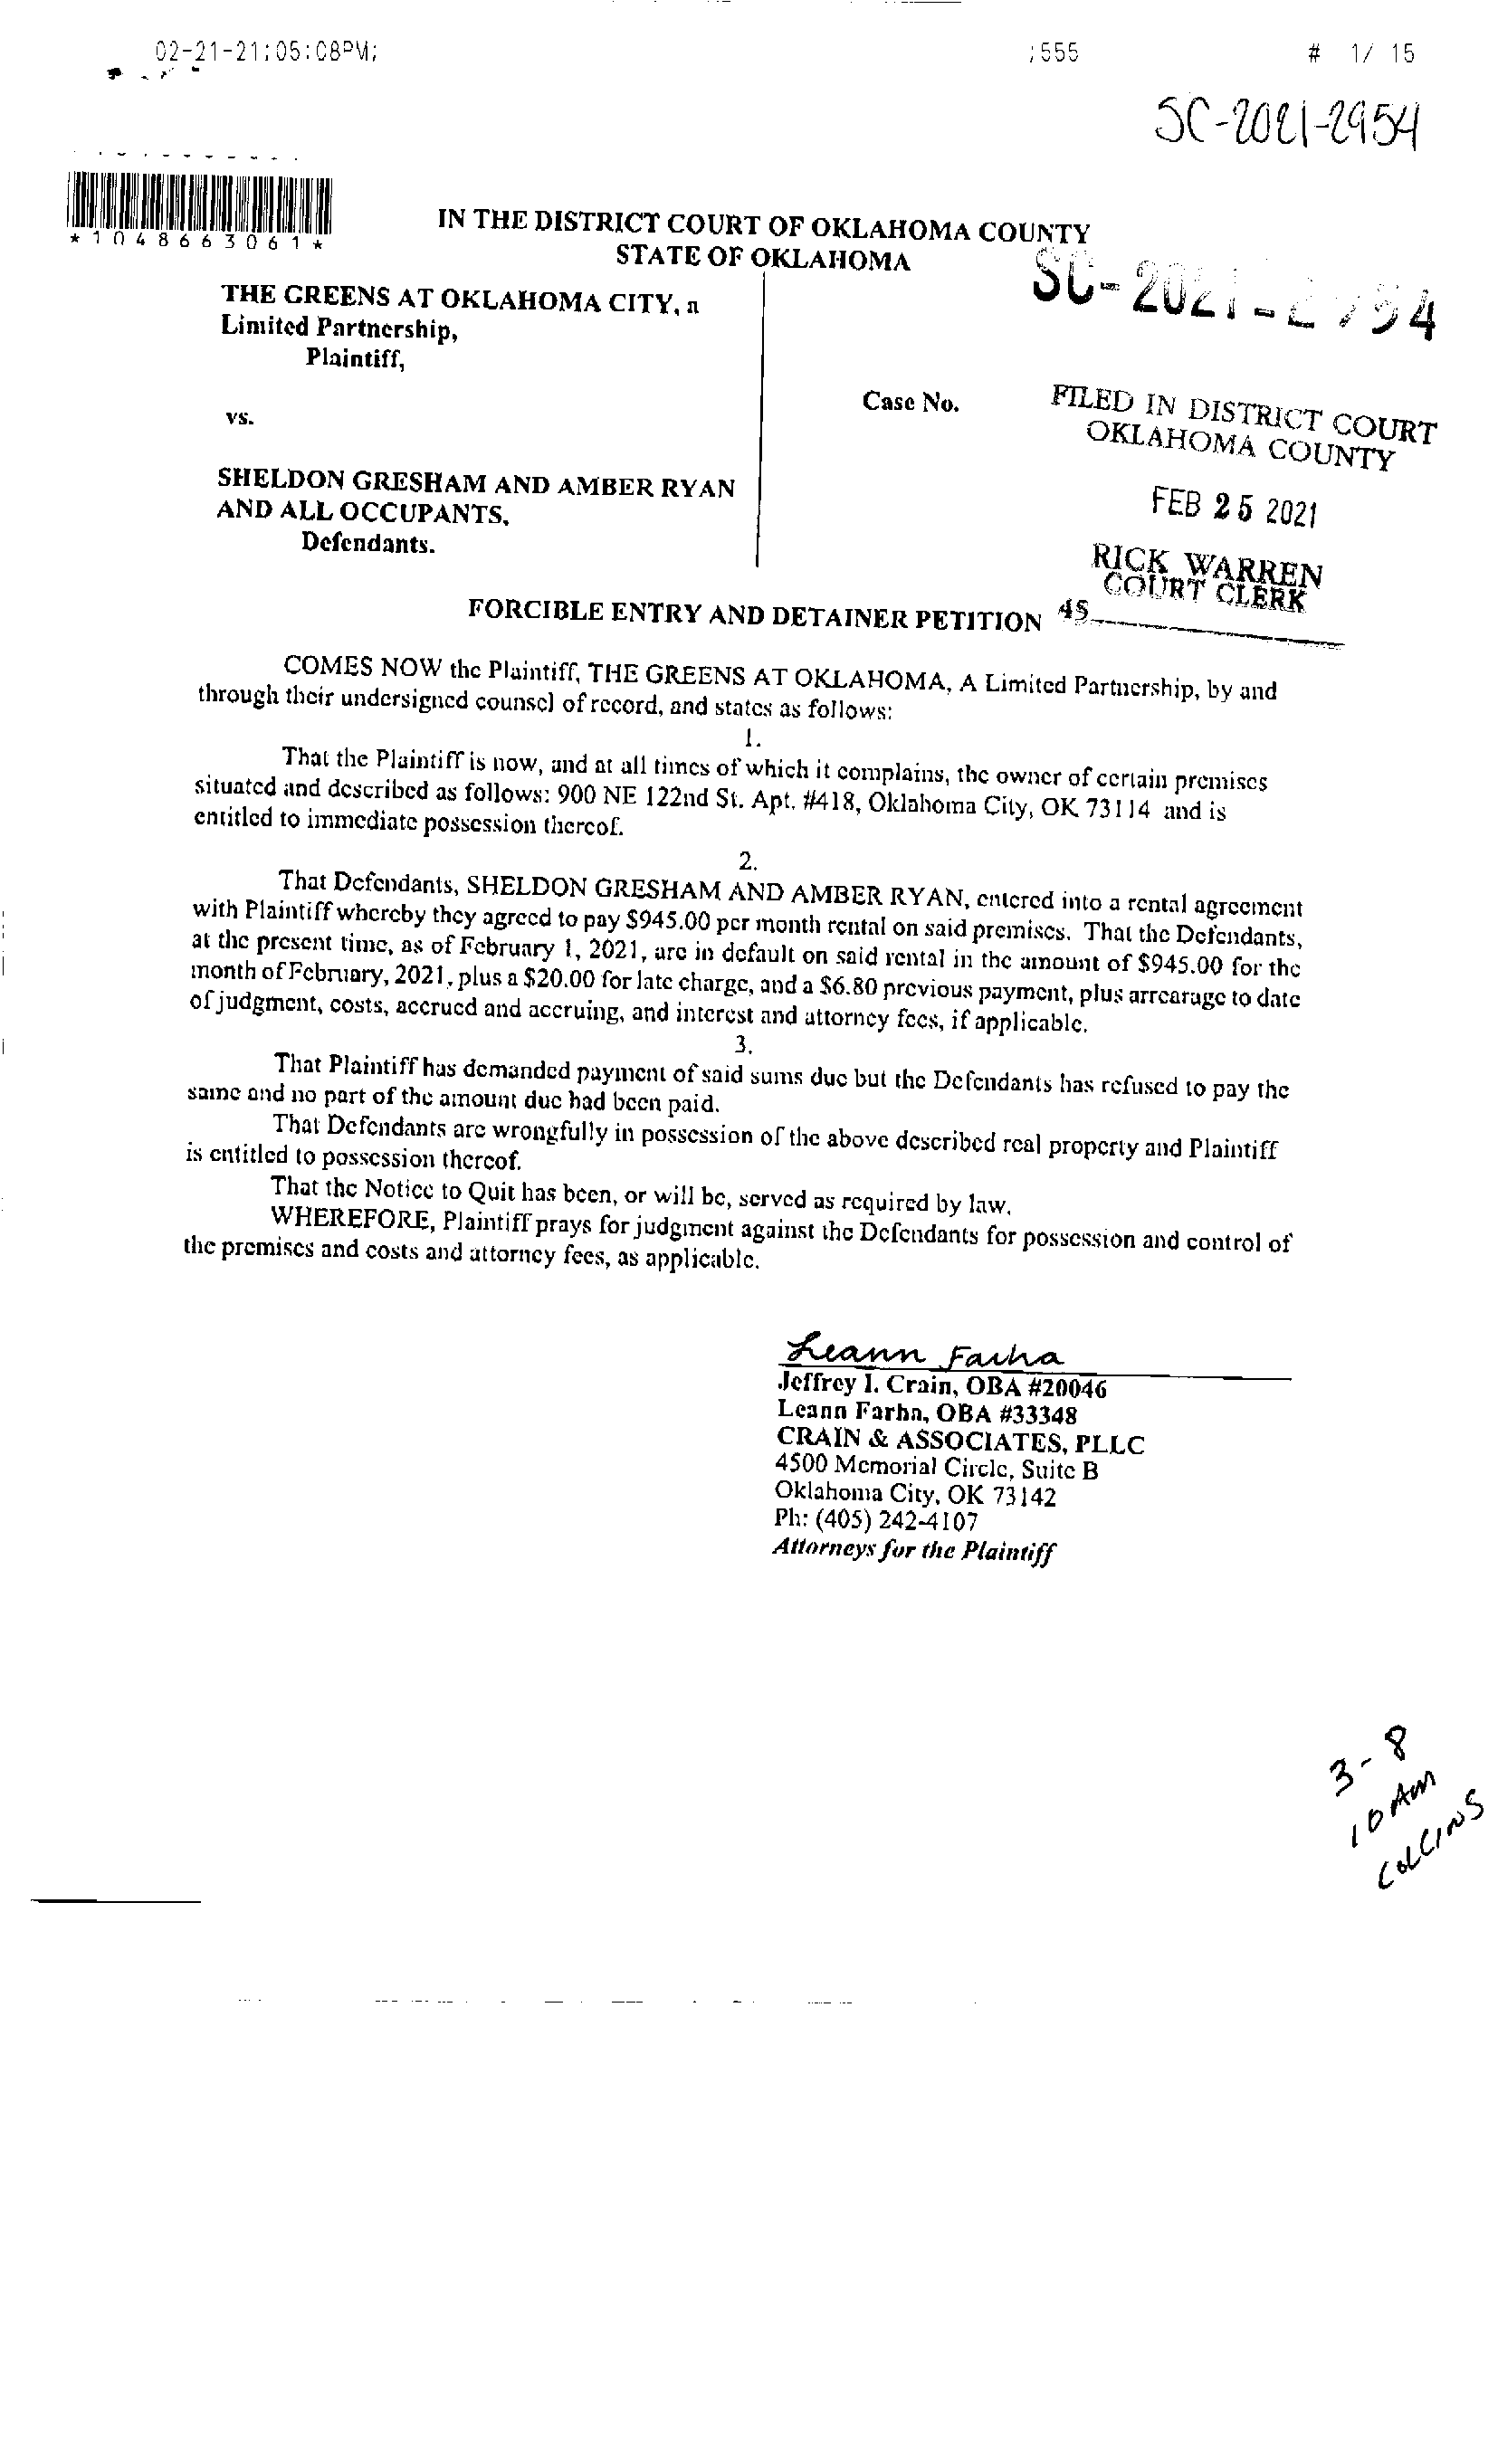 02-21-21;05:08PM; ;555 # 1/ 15
SC-2021-2954
*1048663061*
IN THE DISTRICT COURT OF OKLAHOMA COUNTY
STATE OF OKLAHOMA
SC-2021-2954
THE GREENS AT OKLAHOMA CITY, a
Limited Partnership,
Plaintiff,
vs.
Case No.
SHELDON GRESHAM AND AMBER RYAN
AND ALL OCCUPANTS,
Defendants.
FILED IN DISTRICT COURT
OKLAHOMA COUNTY
FEB 25 2021
RICK WARREN
COURT CLERK
45
FORCIBLE ENTRY AND DETAINER PETITION
COMES NOW the Plaintiff, THE GREENS AT OKLAHOMA, A Limited Partnership, by and
through their undersigned counsel of record, and states as follows:
1.
That the Plaintiff is now, and at all times of which it complains, the owner of certain premises
situated and described as follows: 900 NE 122nd St. Apt. #418, Oklahoma City, OK 73114 and is
entitled to immediate possession thereof.
2.
That Defendants, SHELDON GRESHAM AND AMBER RYAN, entered into a rental agreement
with Plaintiff whereby they agreed to pay $945.00 per month rental on said premises. That the Defendants,
at the present time, as of February 1, 2021, are in default on said rental in the amount of $945.00 for the
month of February, 2021, plus a $20.00 for late charge, and a $6.80 previous payment, plus arrearage to date
of judgment, costs, accrued and accruing, and interest and attorney fees, if applicable.
3.
That Plaintiff has demanded payment of said sums due but the Defendants has refused to pay the
same and no part of the amount due had been paid.
That Defendants are wrongfully in possession of the above described real property and Plaintiff
is entitled to possession thereof.
That the Notice to Quit has been, or will be, served as required by law.
WHEREFORE, Plaintiff prays for judgment against the Defendants for possession and control of
the premises and costs and attorney fees, as applicable.
Leann Farha
Jeffrey I. Crain, OBA #20046
Leann Farha, OBA #33348
CRAIN & ASSOCIATES, PLLC
4500 Memorial Circle, Suite B
Oklahoma City, OK 73142
Ph: (405) 242-4107
Attorneys for the Plaintiff
3-8
10 AM
COLLINS